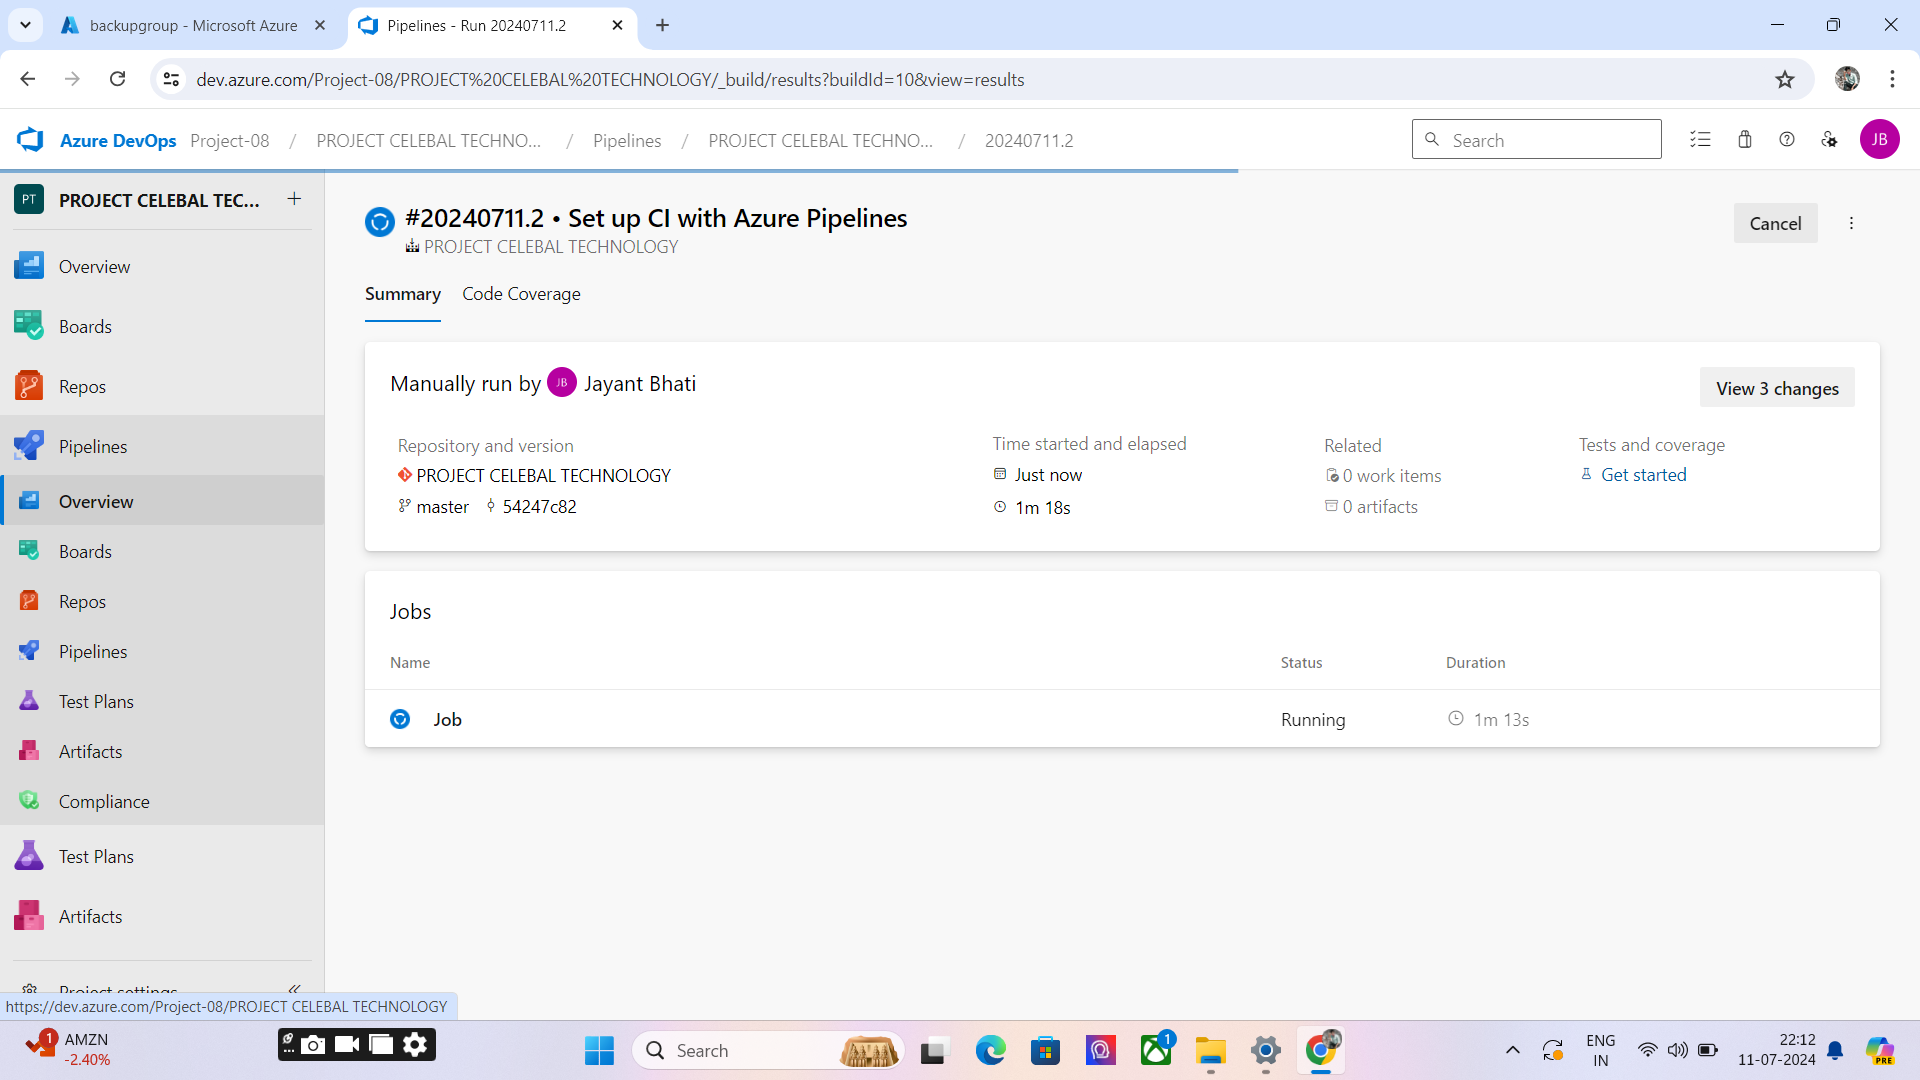 backupgroup - Microsoft Azure
Pipelines - Run 20240711.2
dev.azure.com/Project-08/PROJECT%20CELEBAL%20TECHNOLOGY/_build/results?buildId=10&view=results
Azure DevOps Project-08 / PROJECT CELEBAL TECHNO... / Pipelines / PROJECT CELEBAL TECHNO... / 20240711.2
Search
JB
PT PROJECT CELEBAL TEC...
Overview
Boards
Repos
Pipelines
Overview
Boards
Repos
Pipelines
Test Plans
Artifacts
Compliance
Test Plans
Artifacts
Project settings
https://dev.azure.com/Project-08/PROJECT CELEBAL TECHNOLOGY
#20240711.2 • Set up CI with Azure Pipelines
PROJECT CELEBAL TECHNOLOGY
Cancel
Summary Code Coverage
Manually run by JB Jayant Bhati
View 3 changes
Repository and version
PROJECT CELEBAL TECHNOLOGY
master 54247c82
Time started and elapsed
Just now
1m 18s
Related
0 work items
0 artifacts
Tests and coverage
Get started
Jobs
Name Status Duration
Job Running 1m 13s
1 AMZN
-2.40%
Search
1
ENG
IN
22:12
11-07-2024
PRE